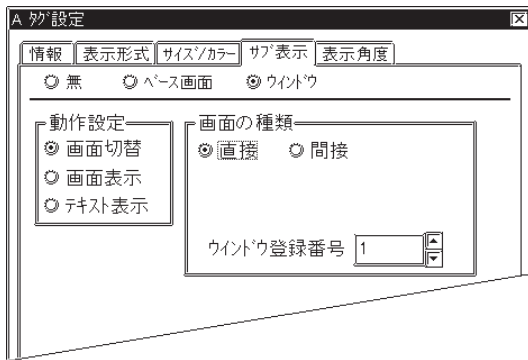 A ﾀｸﾞ設定
情報 表示形式 ｻｲｽﾞ/ｶﾗｰ ｻﾌﾞ表示 表示角度
無 ﾍﾞｰｽ画面 ｳｨﾝﾄﾞｳ
動作設定 画面の種類
画面切替 直接 間接
画面表示
ﾃｷｽﾄ表示
ｳｲﾝﾄﾞｳ登録番号 1